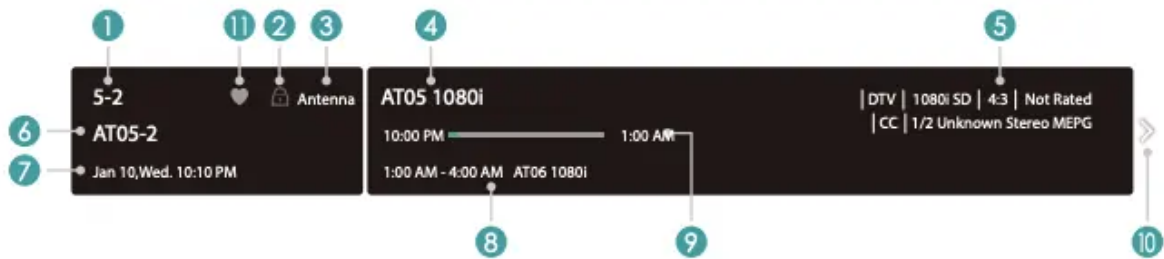 1 11 2 3 4 5
5-2 Antenna
AT05-2
Jan 10,Wed. 10:10 PM
AT05 1080i
10:00 PM 1:00 AM
1:00 AM - 4:00 AM AT06 1080i
|DTV | 1080i SD | 4:3 | Not Rated
|CC | 1/2 Unknown Stereo MEPG
6
7
8 9 10